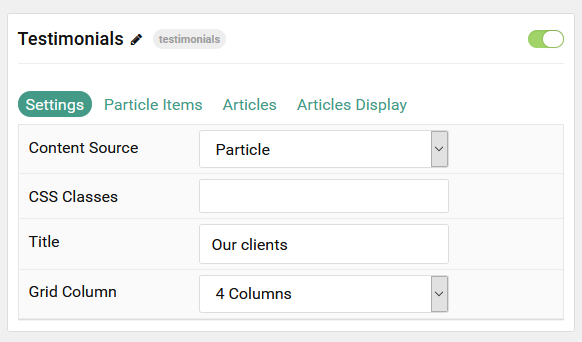 Testimonials testimonials
Settings Particle Items Articles Articles Display
Content Source Particle
CSS Classes
Title Our clients
Grid Column 4 Columns